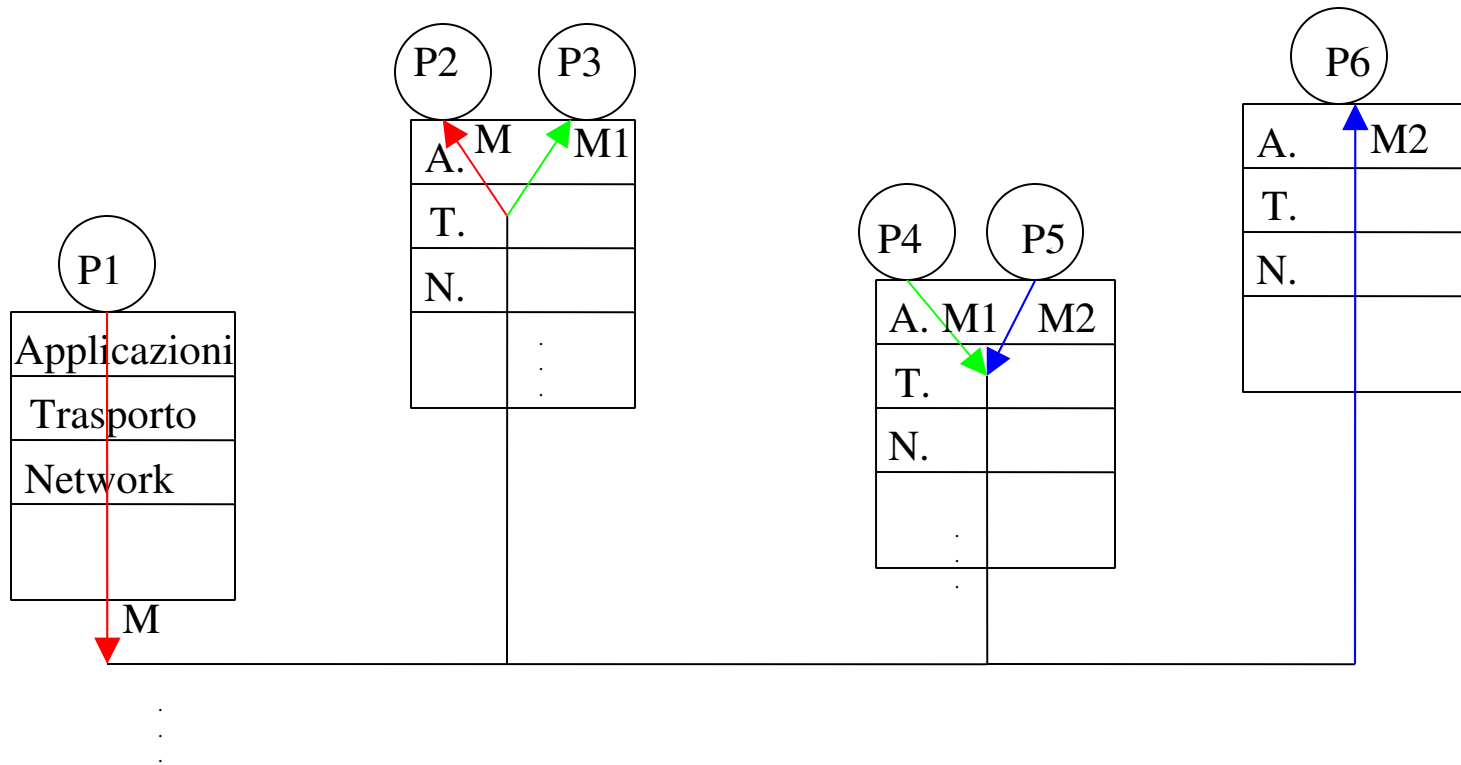 P1
Applicazioni
Trasporto
Network
M
.
.
.
P2 P3
M M1
A.
T.
N.
.
.
.
P4 P5
A. M1 M2
T.
N.
.
.
.
P6
A. M2
T.
N.